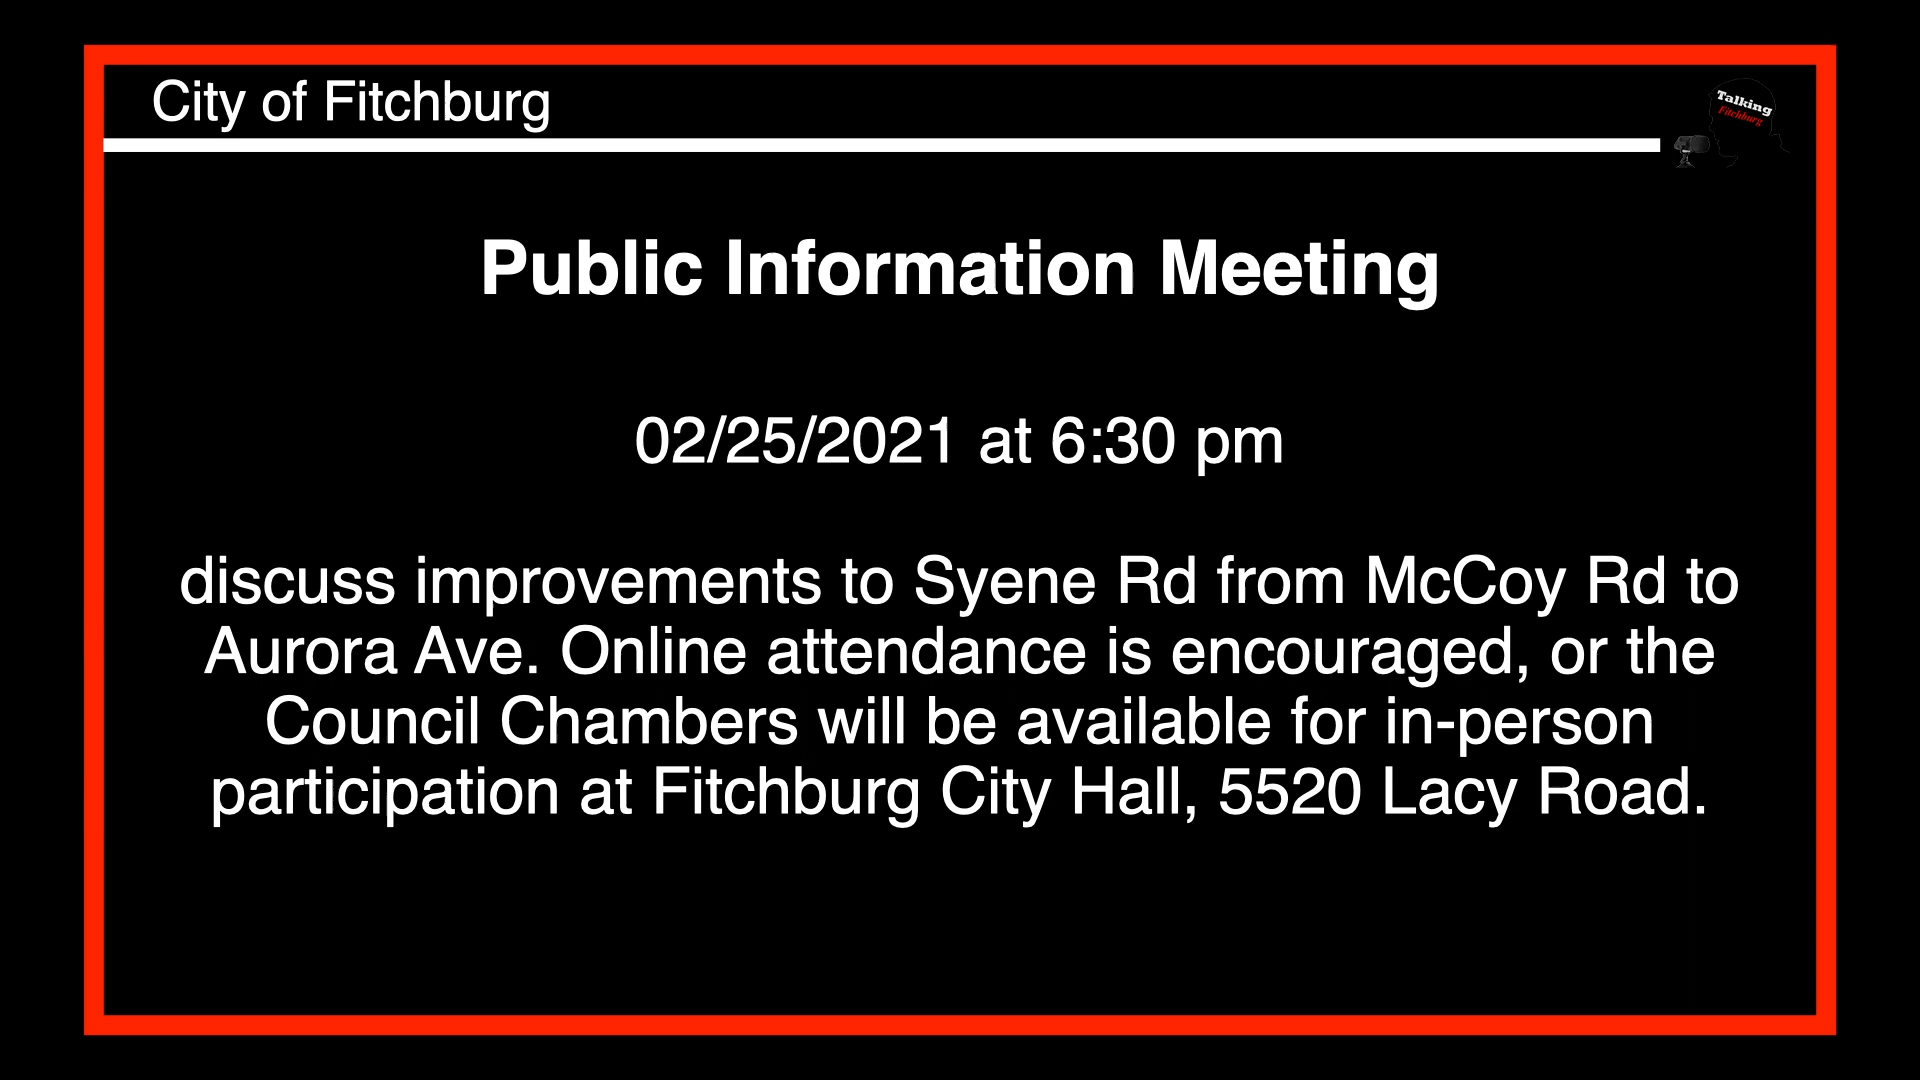 City of Fitchburg
Talking
Fitchburg
Public Information Meeting
02/25/2021 at 6:30 pm
discuss improvements to Syene Rd from McCoy Rd to
Aurora Ave. Online attendance is encouraged, or the
Council Chambers will be available for in-person
participation at Fitchburg City Hall, 5520 Lacy Road.